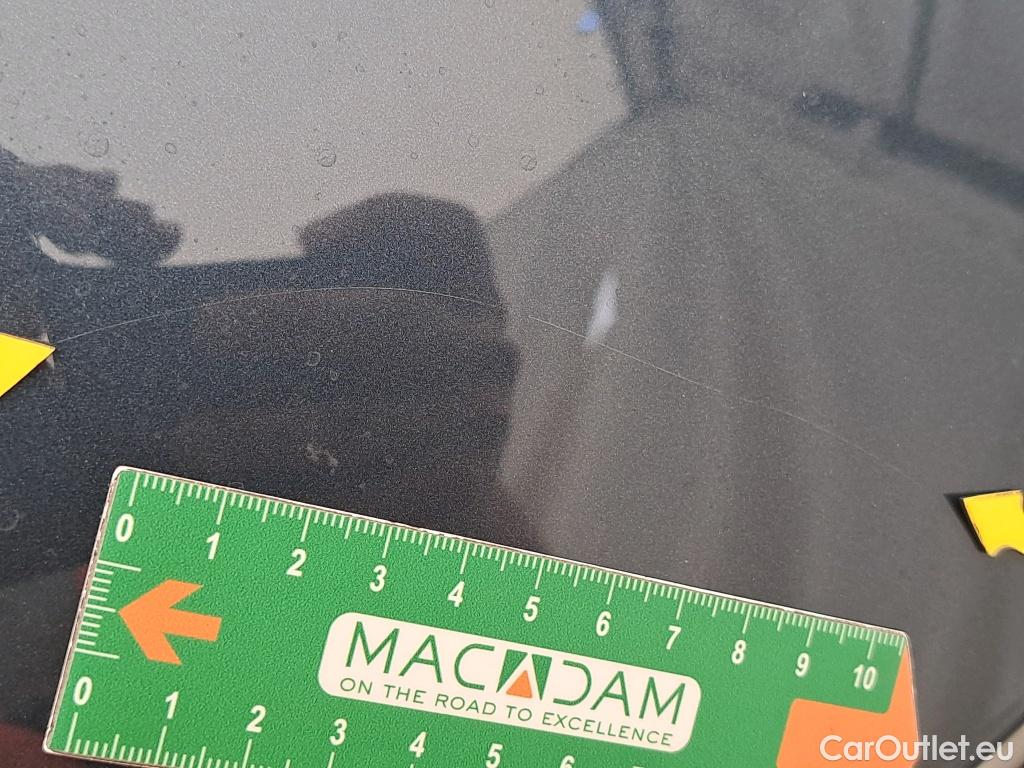 0 1 2 3 4 5 6 7 8 9 10
MACADAM
ON THE ROAD TO EXCELLENCE
0 1 2 3 4 5 6
CarOutlet.eu